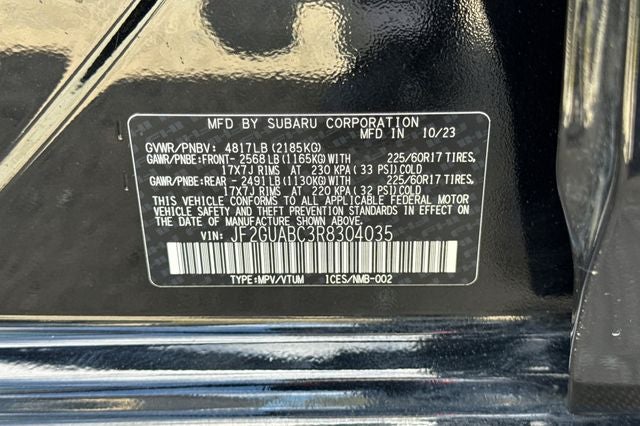 MFD BY SUBARU CORPORATION
MFD IN 10/23
GVWR/PNBV: 4817LB (2185KG)
GAWR/PNBE:FRONT- 2568LB(1165KG)WITH 225/60R17 TIRES,
17X7J RIMS AT 230 KPA (33 PSI)COLD
GAWR/PNBE:REAR - 2491LB(1130KG)WITH 225/60R17 TIRES,
17X7J RIMS AT 220 KPA (32 PSI)COLD
THIS VEHICLE CONFORMS TO ALL APPLICABLE FEDERAL MOTOR
VEHICLE SAFETY AND THEFT PREVENTION STANDARDS IN EFFECT
ON THE DATE OF MANUFACTURE SHOWN ABOVE.
VIN: JF2GUABC3R8304035
TYPE:MPV/VTUM ICES/NMB-002